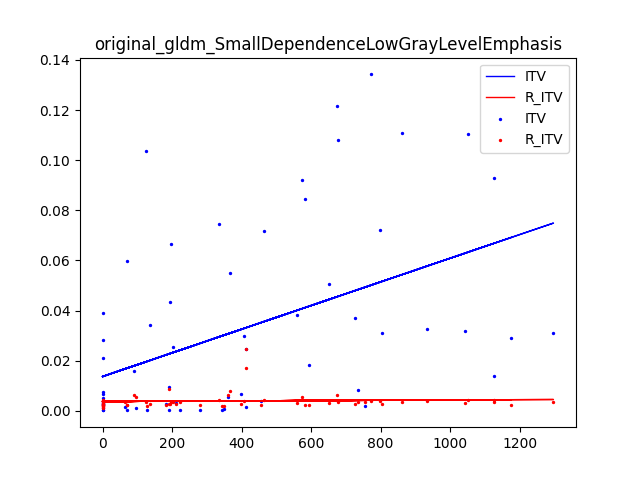 original_gldm_SmallDependenceLowGrayLevelEmphasis
0.14
0.12
0.10
0.08
0.06
0.04
0.02
0.00
ITV
R_ITV
ITV
R_ITV
0 200 400 600 800 1000 1200